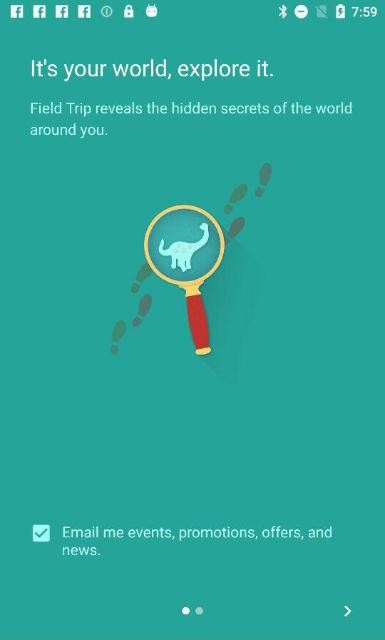 7:59
It's your world, explore it.
Field Trip reveals the hidden secrets of the world
around you.
Email me events, promotions, offers, and
news.